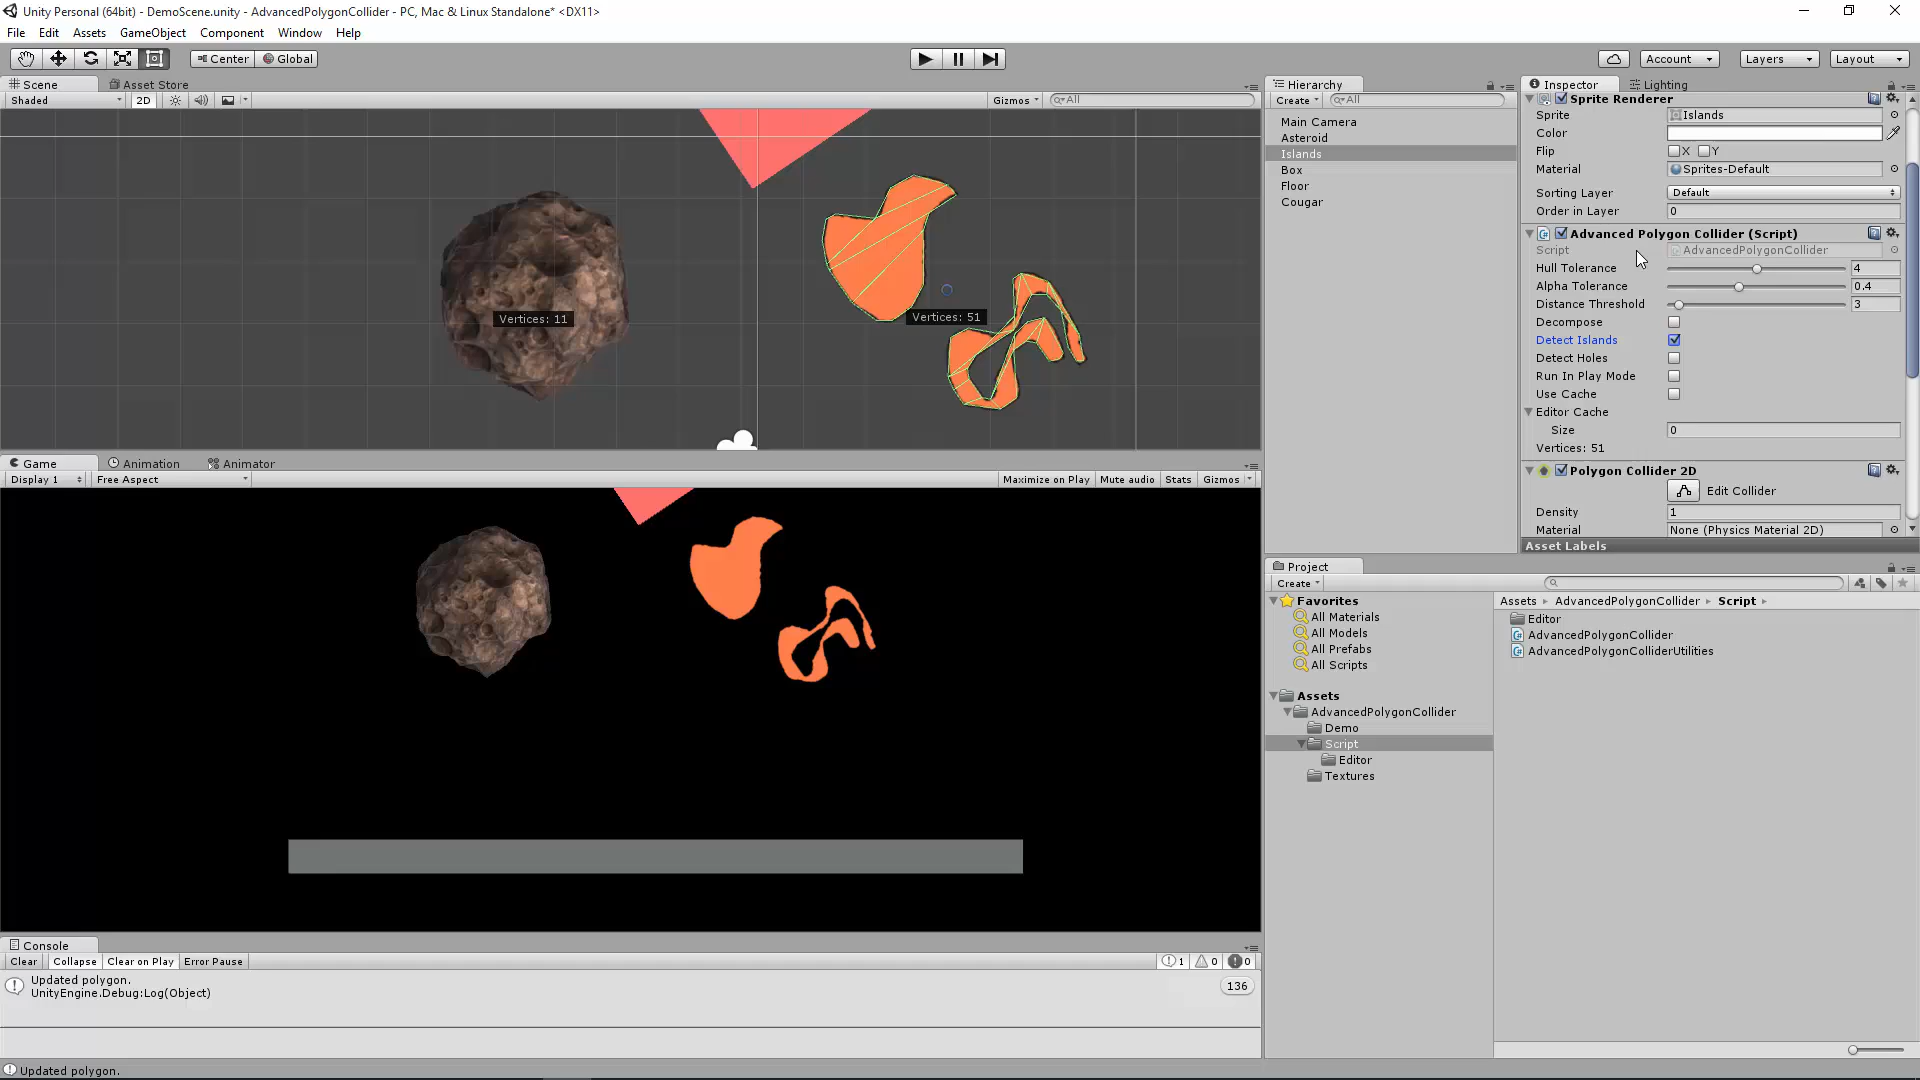 Unity Personal (64bit) - DemoScene.unity - AdvancedPolygonCollider - PC, Mac & Linux Standalone* <DX11>
File Edit Assets GameObject Component Window Help
Center Global Account Layers Layout
Scene Asset Store
Shaded 2D Gizmos All
Vertices: 11
Vertices: 51
Game Animation Animator
Display 1 Free Aspect Maximize on Play Mute audio Stats Gizmos
Console
Clear Collapse Clear on Play Error Pause 1 0 0
Updated polygon.
UnityEngine.Debug:Log(Object)
136
Updated polygon.
Hierarchy
Create All
Main Camera
Asteroid
Islands
Box
Floor
Cougar
Inspector Lighting
Sprite Renderer
Sprite Islands
Color
Flip X Y
Material Sprites-Default
Sorting Layer Default
Order in Layer 0
Advanced Polygon Collider (Script)
Script AdvancedPolygonCollider
Hull Tolerance 4
Alpha Tolerance 0.4
Distance Threshold 3
Decompose
Detect Islands
Detect Holes
Run In Play Mode
Use Cache
Editor Cache
Size 0
Vertices: 51
Polygon Collider 2D
Edit Collider
Density 1
Material None (Physics Material 2D)
Asset Labels
Project
Create
Favorites
All Materials
All Models
All Prefabs
All Scripts
Assets
AdvancedPolygonCollider
Demo
Script
Editor
Textures
Assets AdvancedPolygonCollider Script
Editor
AdvancedPolygonCollider
AdvancedPolygonColliderUtilities